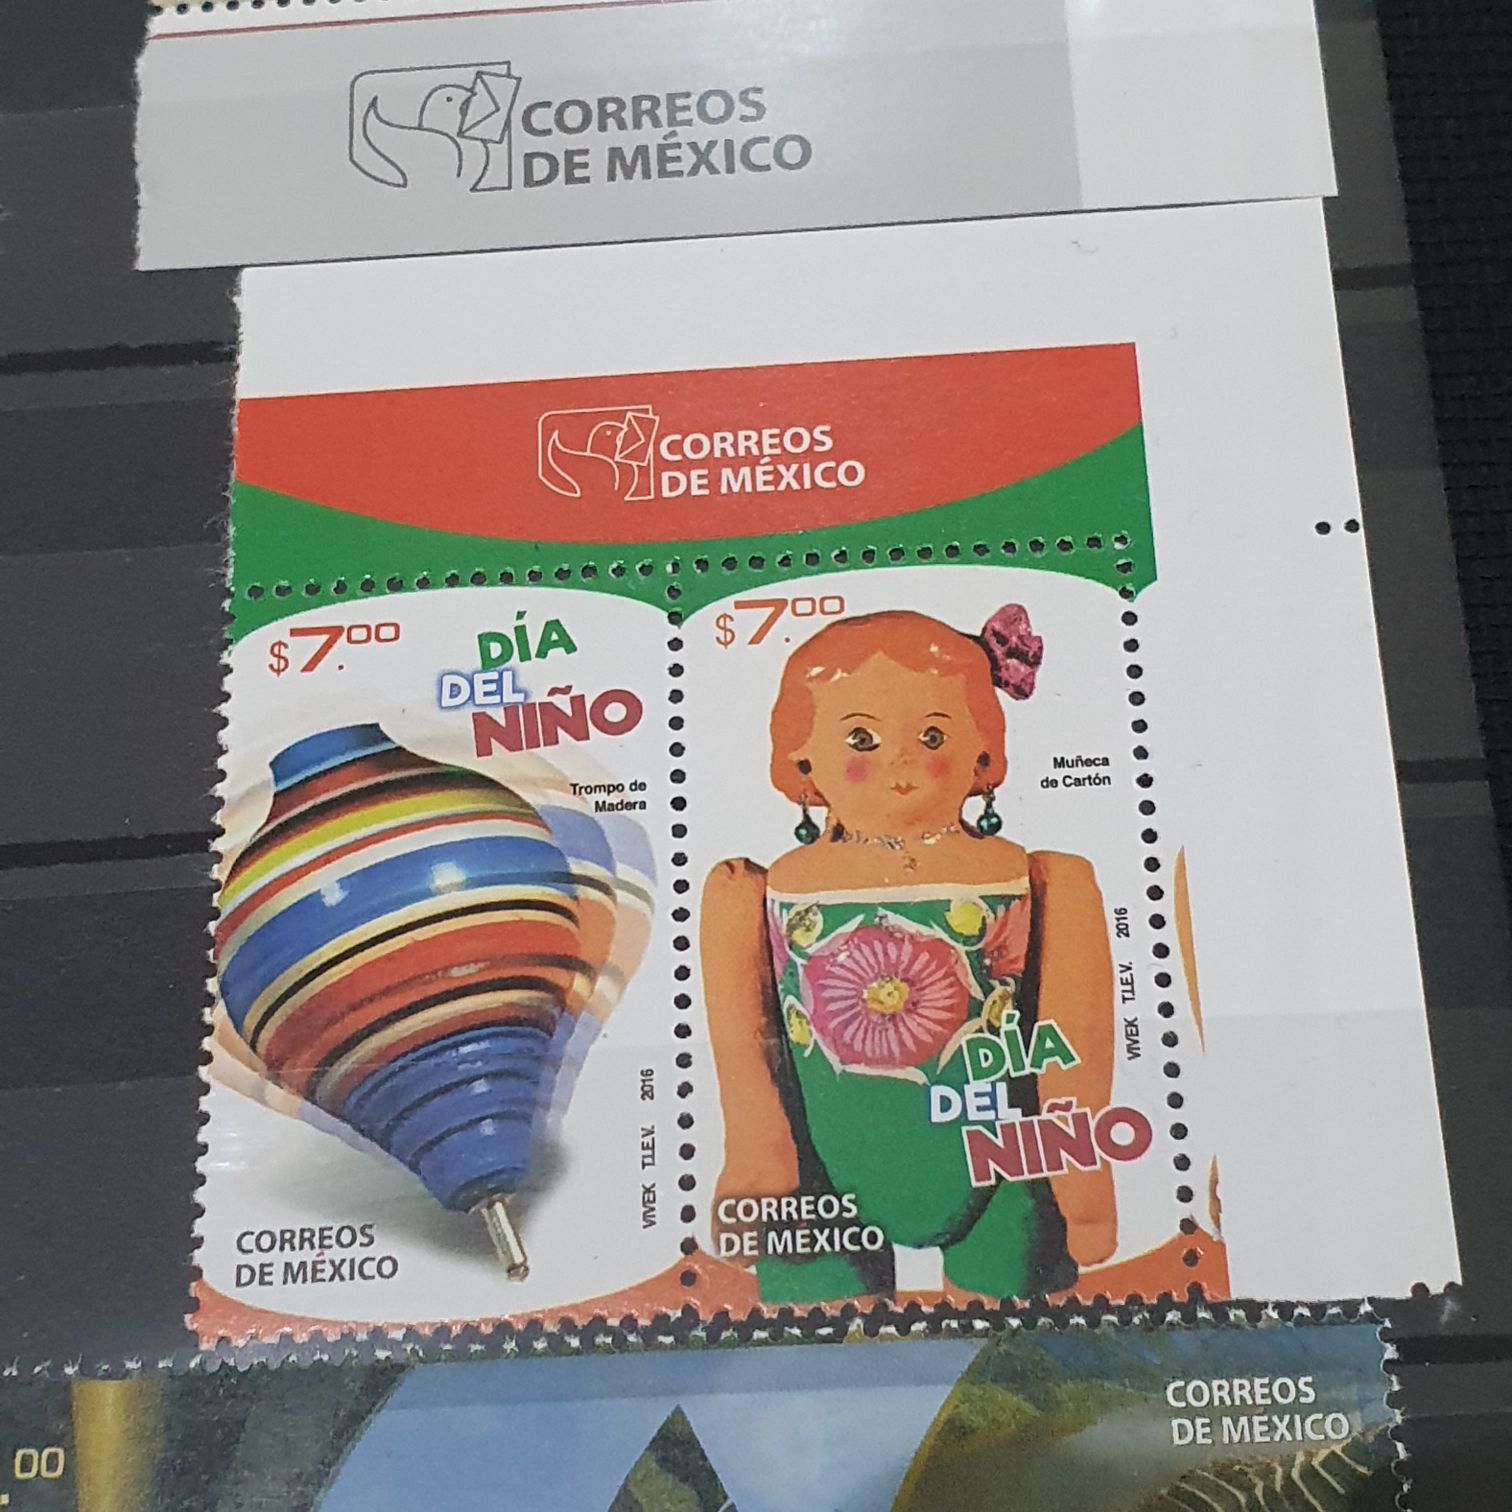 CORREOS
DE MÉXICO
CORREOS
DE MÉXICO
$7.00
DÍA
DEL
NIÑO
Trompo de
Madera
VIVEK T.I.E.V. 2016
CORREOS
DE MÉXICO
$7.00
Muñeca
de Cartón
VIVEK T.I.E.V. 2016
DÍA
DEL
NIÑO
CORREOS
DE MÉXICO
CORREOS
DE MÉXICO
.00